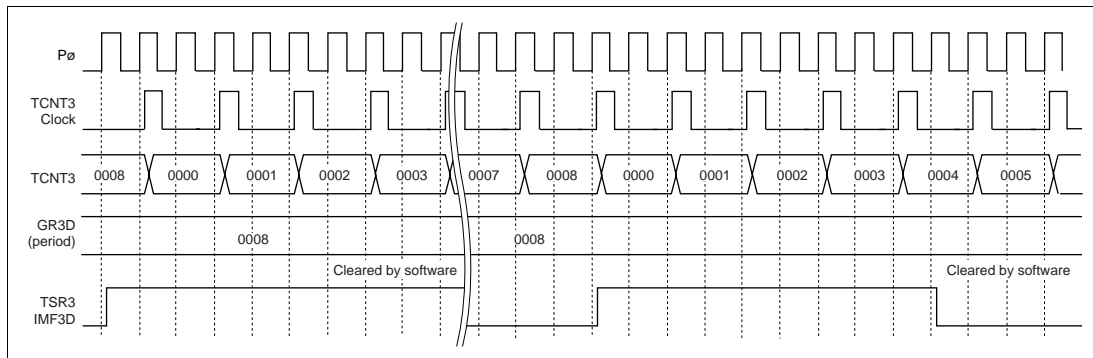 Pø
TCNT3
Clock
TCNT3
0008 0000 0001 0002 0003 0007 0008 0000 0001 0002 0003 0004 0005
GR3D
(period)
0008 0008
Cleared by software Cleared by software
TSR3
IMF3D